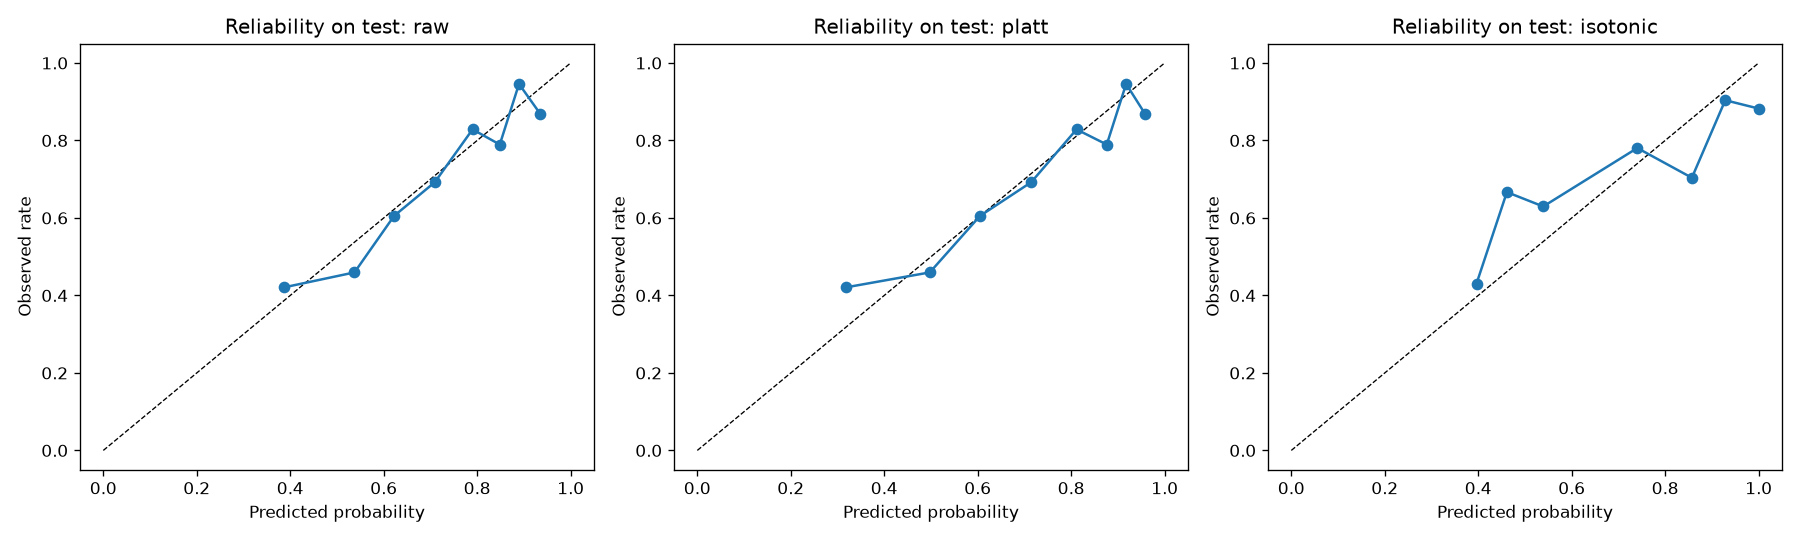 Reliability on test: raw
1.0
0.8
0.6
0.4
0.2
0.0
Observed rate
0.0 0.2 0.4 0.6 0.8 1.0
Predicted probability
Reliability on test: platt
1.0
0.8
0.6
0.4
0.2
0.0
Observed rate
0.0 0.2 0.4 0.6 0.8 1.0
Predicted probability
Reliability on test: isotonic
1.0
0.8
0.6
0.4
0.2
0.0
Observed rate
0.0 0.2 0.4 0.6 0.8 1.0
Predicted probability